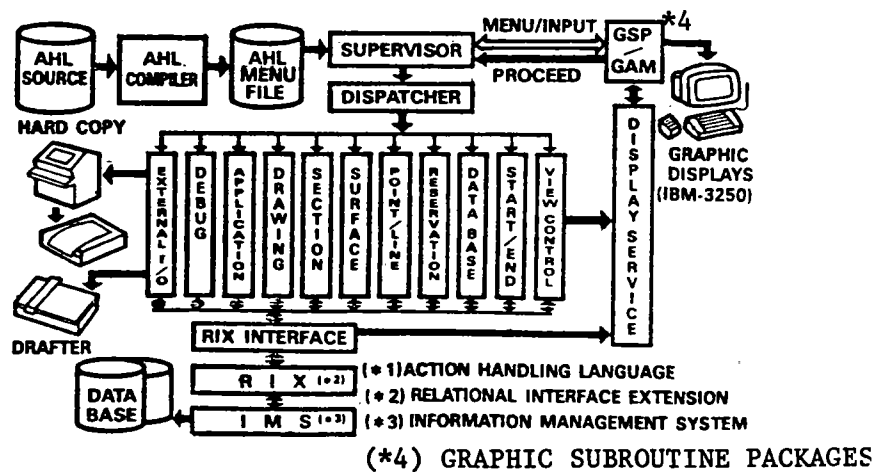 AHL SOURCE
AHL COMPILER
AHL MENU FILE
SUPERVISOR
MENU/INPUT
PROCEED
GSP / GAM
*4
DISPATCHER
HARD COPY
GRAPHIC DISPLAYS (IBM-3250)
EXTERNAL I/O
DEBUG
APPLICATION
DRAWING
SECTION
SURFACE
POINT/LINE
REBERVATION
DATA BASE
START/END
VIEW CONTROL
DISPLAY SERVICE
DRAFTER
RIX INTERFACE
DATA BASE
R I X (*2)
I M S (*3)
(*1) ACTION HANDLING LANGUAGE
(*2) RELATIONAL INTERFACE EXTENSION
(*3) INFORMATION MANAGEMENT SYSTEM
(*4) GRAPHIC SUBROUTINE PACKAGES